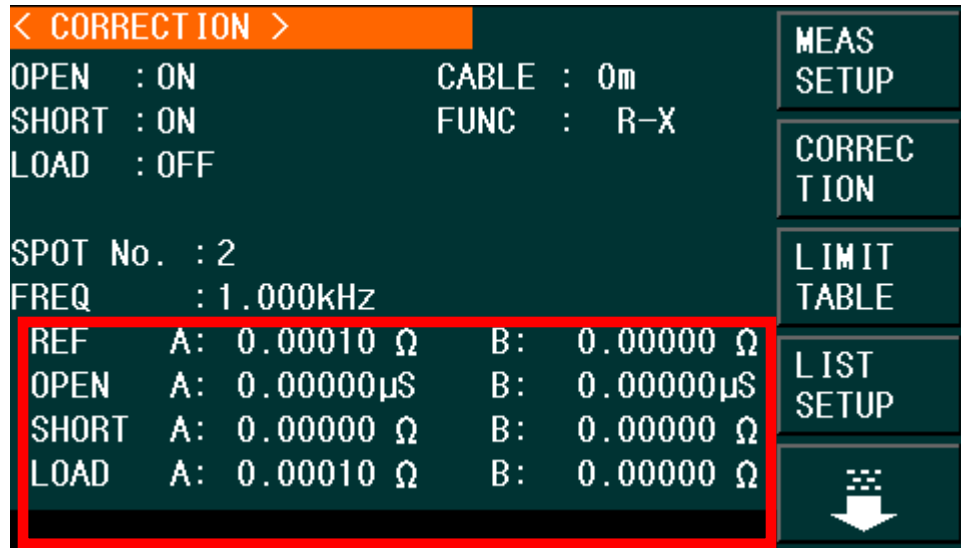 < CORRECTION >
OPEN : ON CABLE : 0m
SHORT : ON FUNC : R-X
LOAD : OFF
SPOT No. : 2
FREQ : 1.000kHz
REF A: 0.00010 Ω B: 0.00000 Ω
OPEN A: 0.00000µS B: 0.00000µS
SHORT A: 0.00000 Ω B: 0.00000 Ω
LOAD A: 0.00010 Ω B: 0.00000 Ω
MEAS
SETUP
CORREC
TION
LIMIT
TABLE
LIST
SETUP